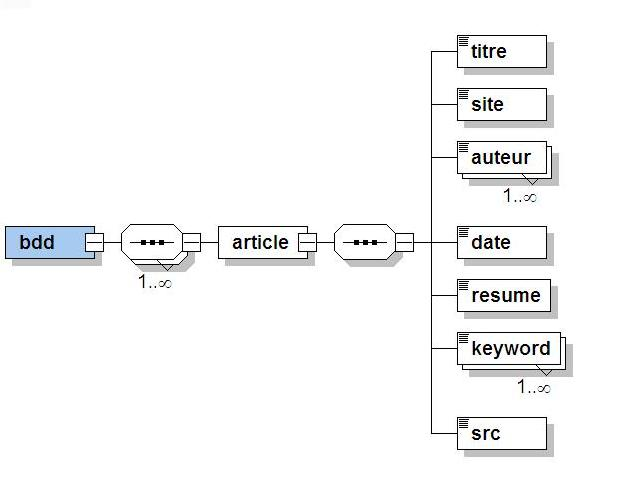 titre
site
auteur
1..∞
bdd
1..∞
article
date
resume
keyword
1..∞
src